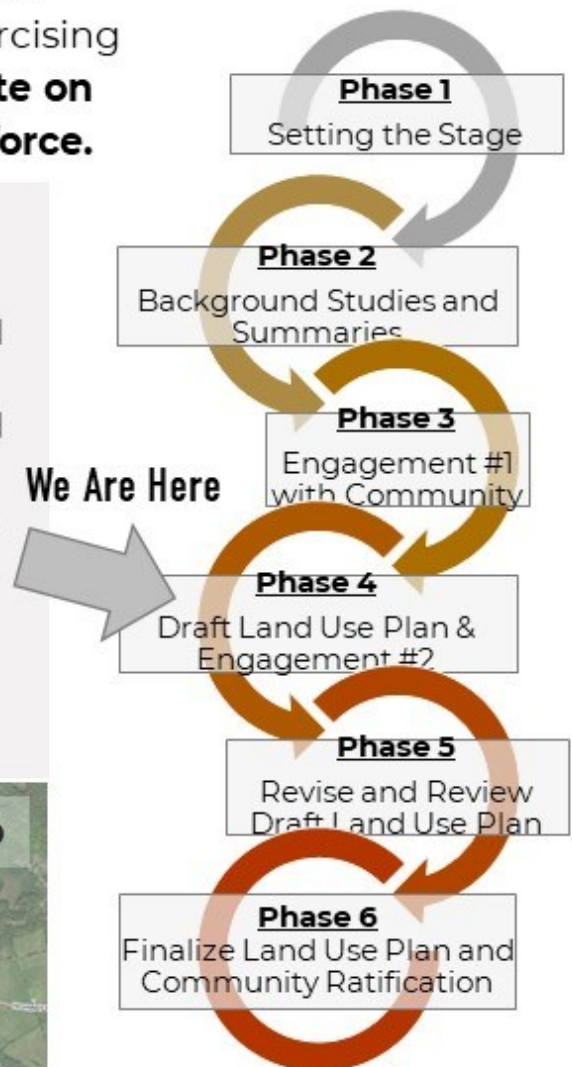 rcising
te on
force.
Phase 1
Setting the Stage
Phase 2
Background Studies and
Summaries
Phase 3
Engagement #1
with Community
We Are Here
Phase 4
Draft Land Use Plan &
Engagement #2
Phase 5
Revise and Review
Draft Land Use Plan
Phase 6
Finalize Land Use Plan and
Community Ratification